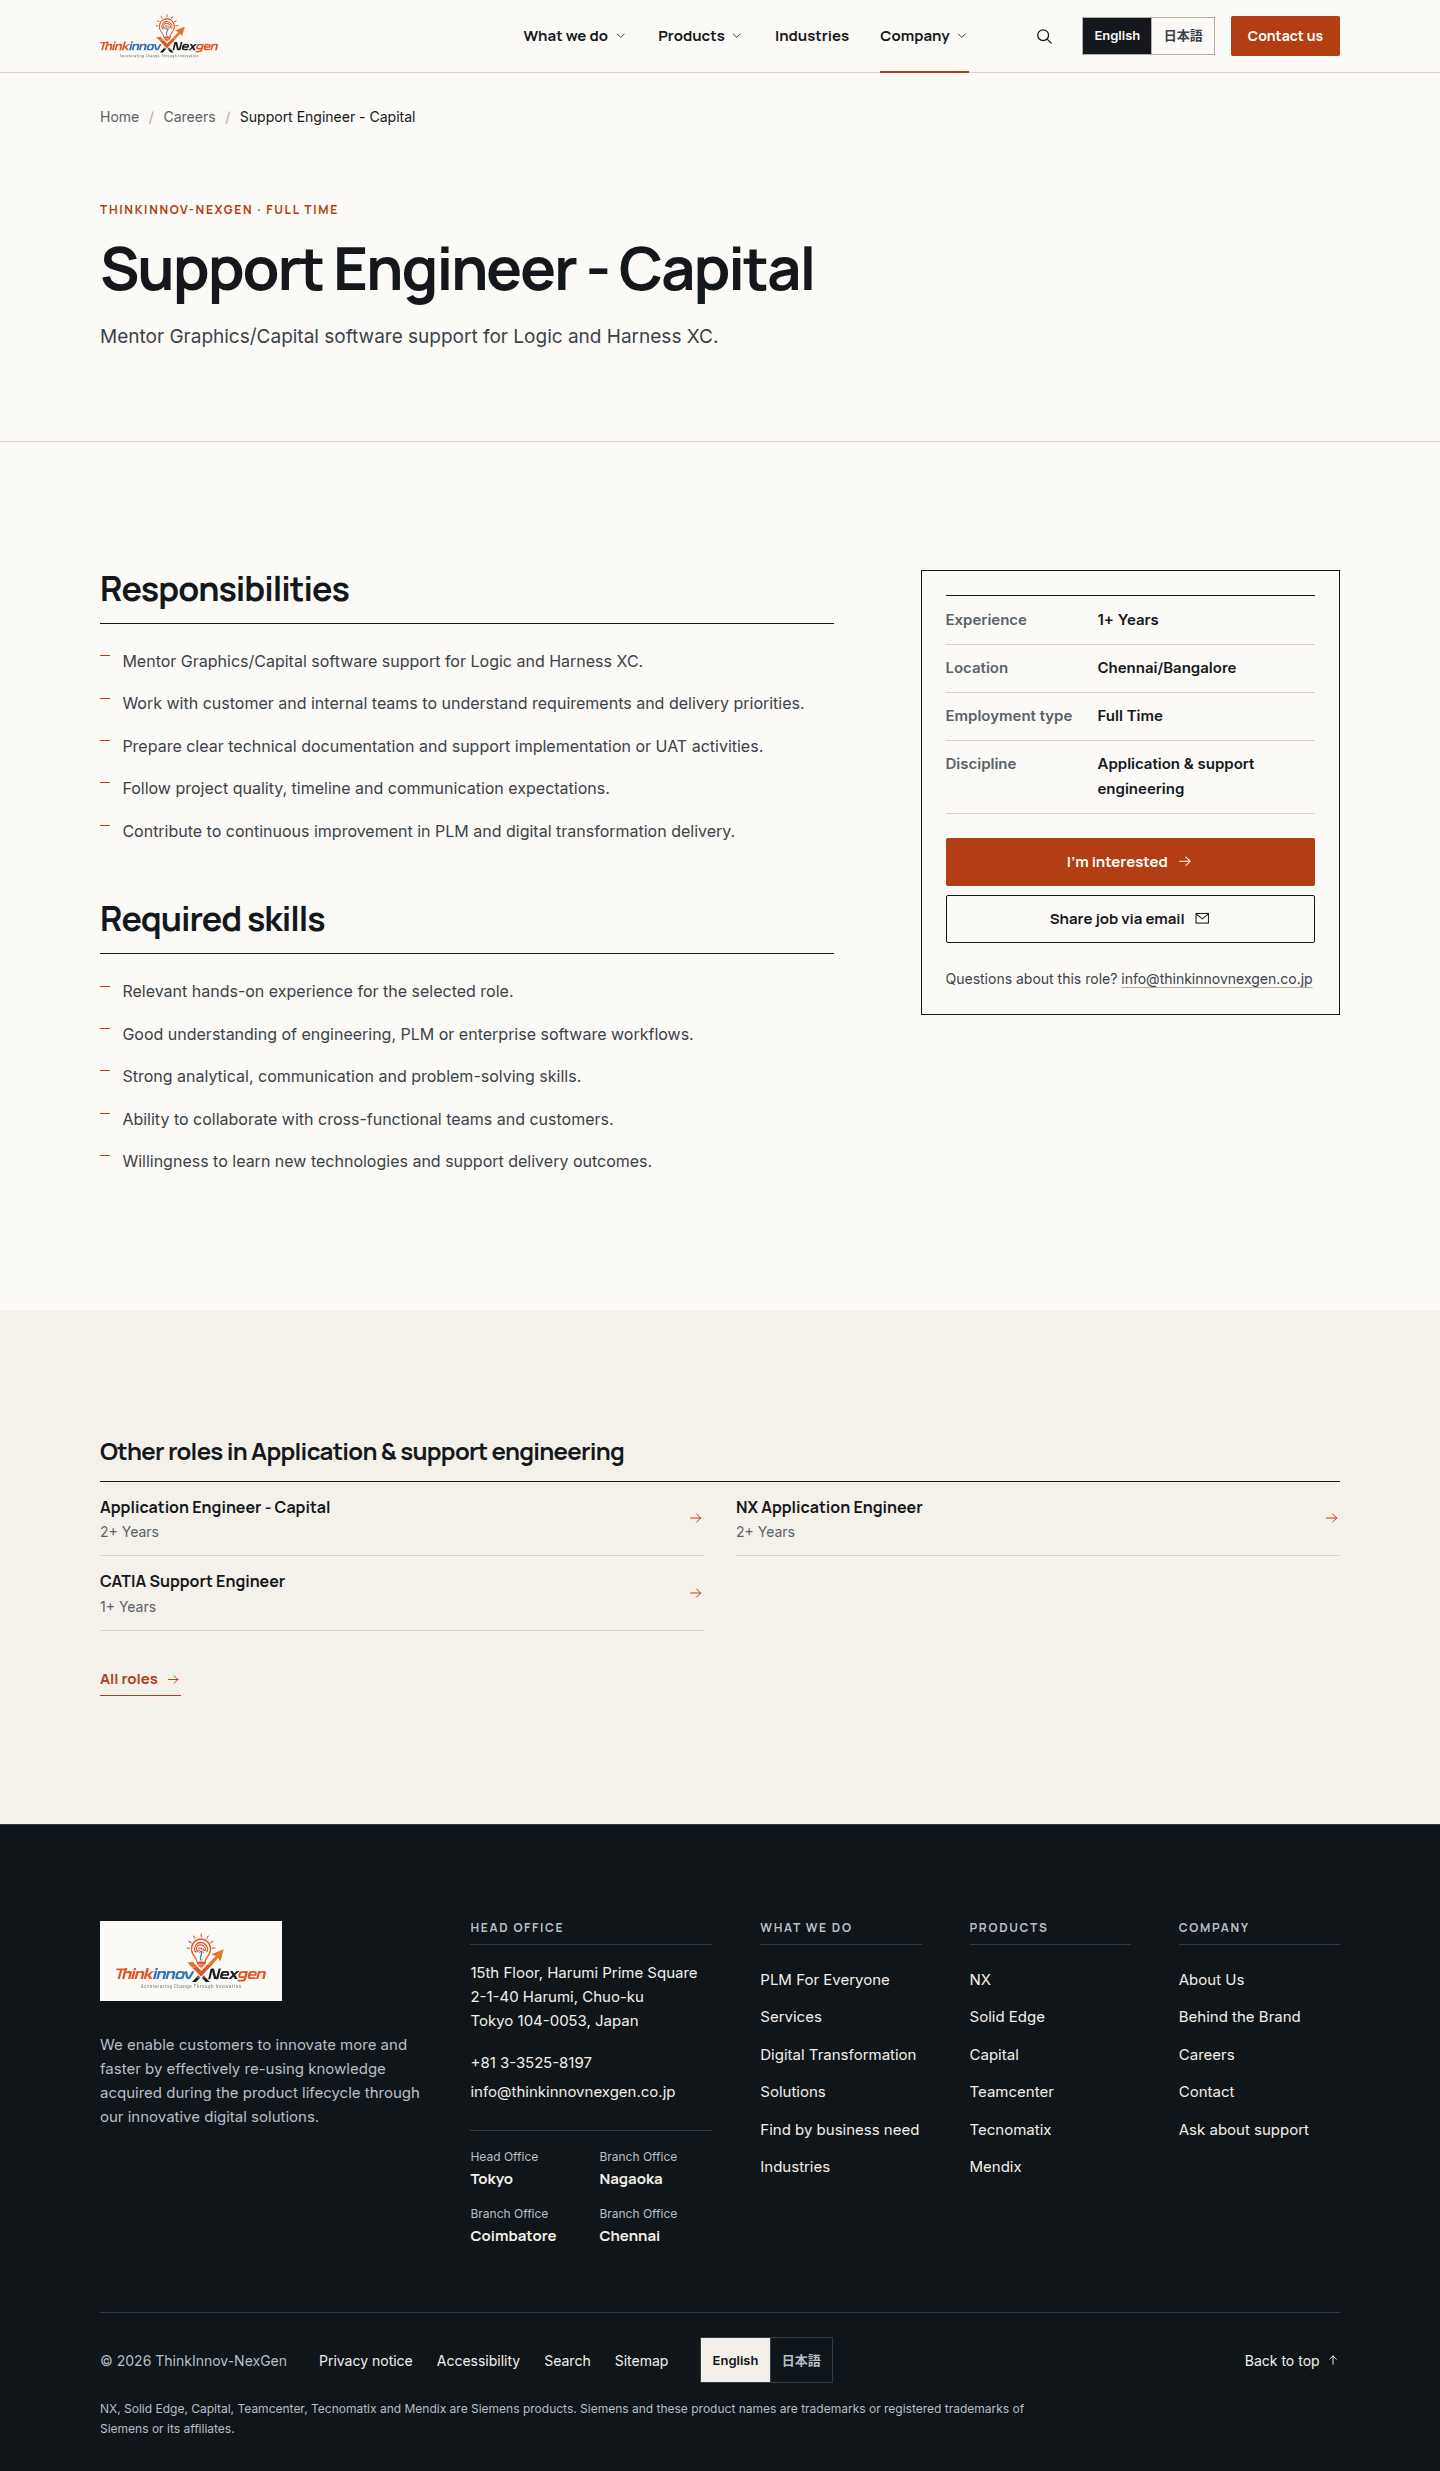 ThinkinnovXNexgen
Accelerating Change Through Innovation
What we do
Products
Industries
Company
English
日本語
Contact us
Home / Careers / Support Engineer - Capital
THINKINNOV-NEXGEN · FULL TIME
Support Engineer - Capital
Mentor Graphics/Capital software support for Logic and Harness XC.
Responsibilities
Mentor Graphics/Capital software support for Logic and Harness XC.
Work with customer and internal teams to understand requirements and delivery priorities.
Prepare clear technical documentation and support implementation or UAT activities.
Follow project quality, timeline and communication expectations.
Contribute to continuous improvement in PLM and digital transformation delivery.
Required skills
Relevant hands-on experience for the selected role.
Good understanding of engineering, PLM or enterprise software workflows.
Strong analytical, communication and problem-solving skills.
Ability to collaborate with cross-functional teams and customers.
Willingness to learn new technologies and support delivery outcomes.
Experience 1+ Years
Location Chennai/Bangalore
Employment type Full Time
Discipline Application & support
engineering
I'm interested
Share job via email
Questions about this role? info@thinkinnovnexgen.co.jp
Other roles in Application & support engineering
Application Engineer - Capital
2+ Years
NX Application Engineer
2+ Years
CATIA Support Engineer
1+ Years
All roles
ThinkinnovXNexgen
Accelerating Change Through Innovation
We enable customers to innovate more and
faster by effectively re-using knowledge
acquired during the product lifecycle through
our innovative digital solutions.
HEAD OFFICE
15th Floor, Harumi Prime Square
2-1-40 Harumi, Chuo-ku
Tokyo 104-0053, Japan
+81 3-3525-8197
info@thinkinnovnexgen.co.jp
Head Office
Tokyo
Branch Office
Nagaoka
Branch Office
Coimbatore
Branch Office
Chennai
WHAT WE DO
PLM For Everyone
Services
Digital Transformation
Solutions
Find by business need
Industries
PRODUCTS
NX
Solid Edge
Capital
Teamcenter
Tecnomatix
Mendix
COMPANY
About Us
Behind the Brand
Careers
Contact
Ask about support
© 2026 ThinkInnov-NexGen
Privacy notice
Accessibility
Search
Sitemap
English
日本語
Back to top
NX, Solid Edge, Capital, Teamcenter, Tecnomatix and Mendix are Siemens products. Siemens and these product names are trademarks or registered trademarks of
Siemens or its affiliates.